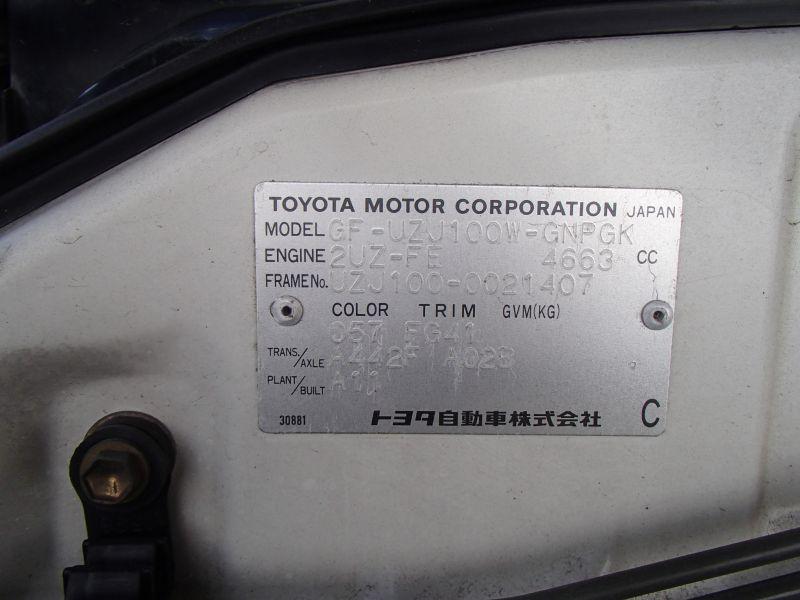 TOYOTA MOTOR CORPORATION JAPAN
MODEL GF-UZJ100W-GNPGK
ENGINE 2UZ-FE 4663 CC
FRAME No. UZJ100-0021407
COLOR TRIM GVM(KG)
057 FG41
TRANS./AXLE A442F A02B
PLANT/BUILT A11
30881 トヨタ自動車株式会社 C